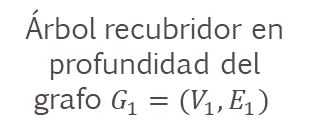 Árbol recubridor en
profundidad del
grafo 𝐺₁ = (𝑉₁, 𝐸₁)